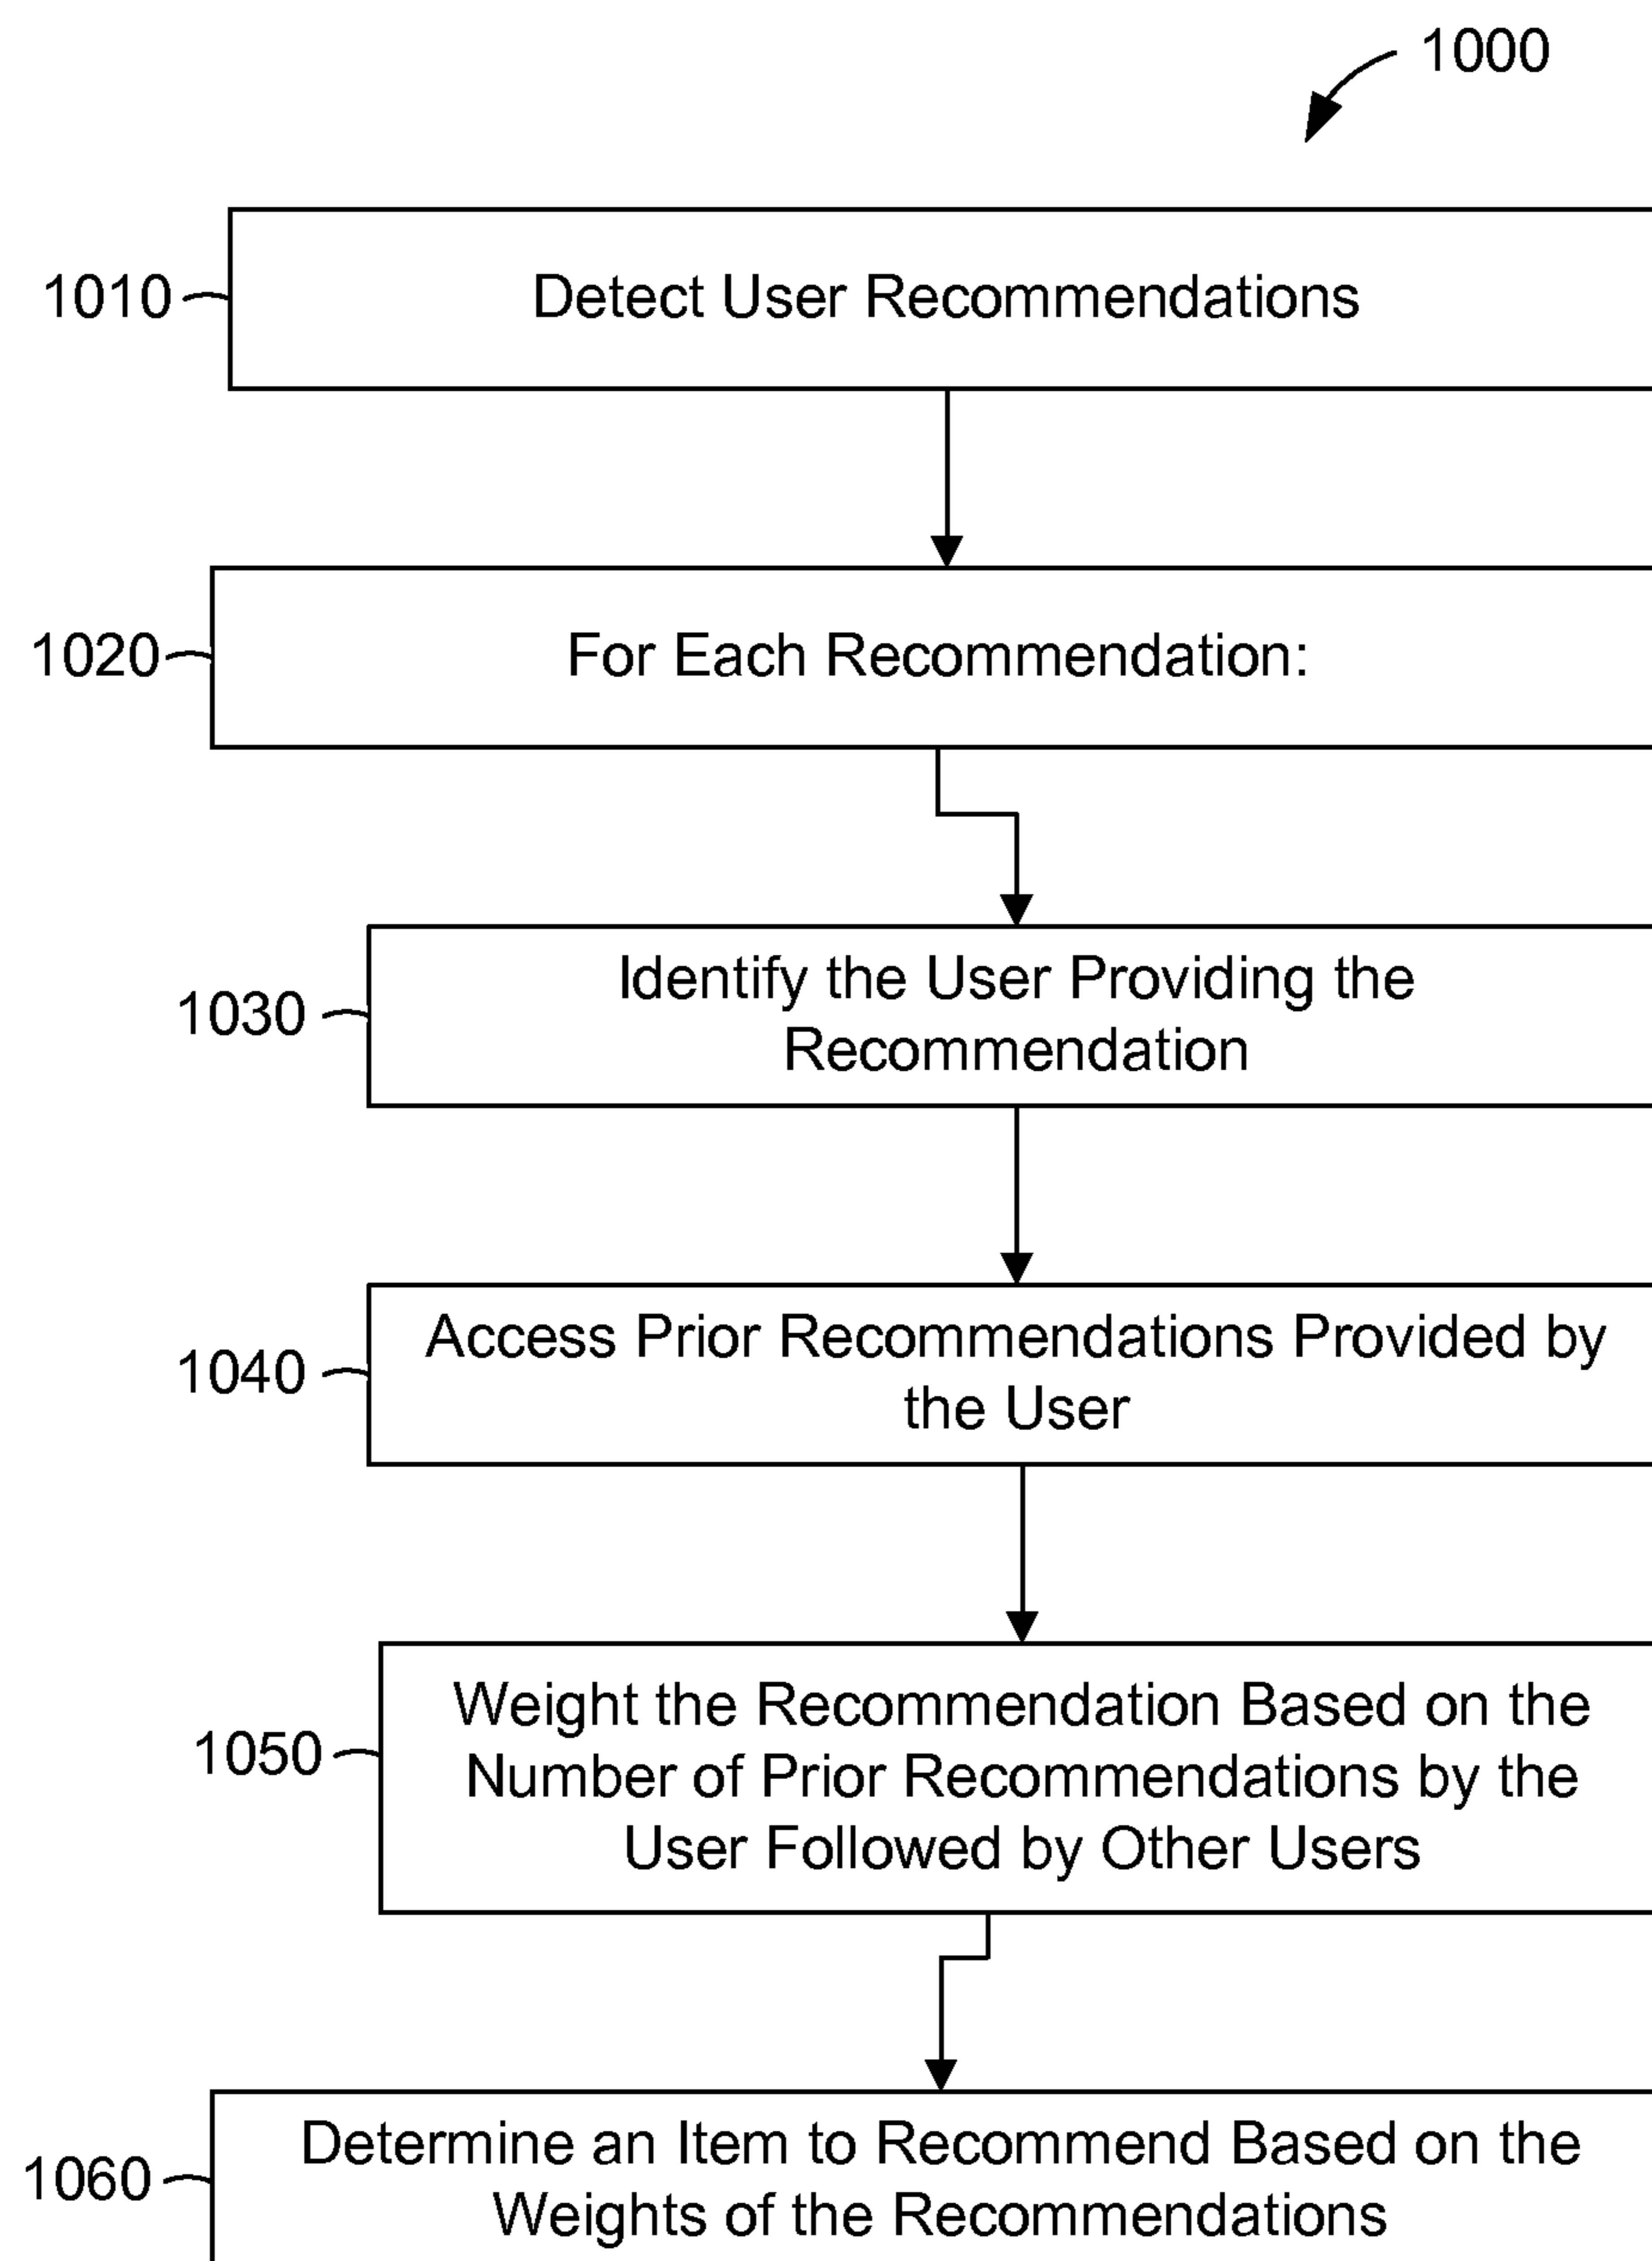 1000
1010
Detect User Recommendations
1020
For Each Recommendation:
1030
Identify the User Providing the
Recommendation
1040
Access Prior Recommendations Provided by
the User
1050
Weight the Recommendation Based on the
Number of Prior Recommendations by the
User Followed by Other Users
1060
Determine an Item to Recommend Based on the
Weights of the Recommendations